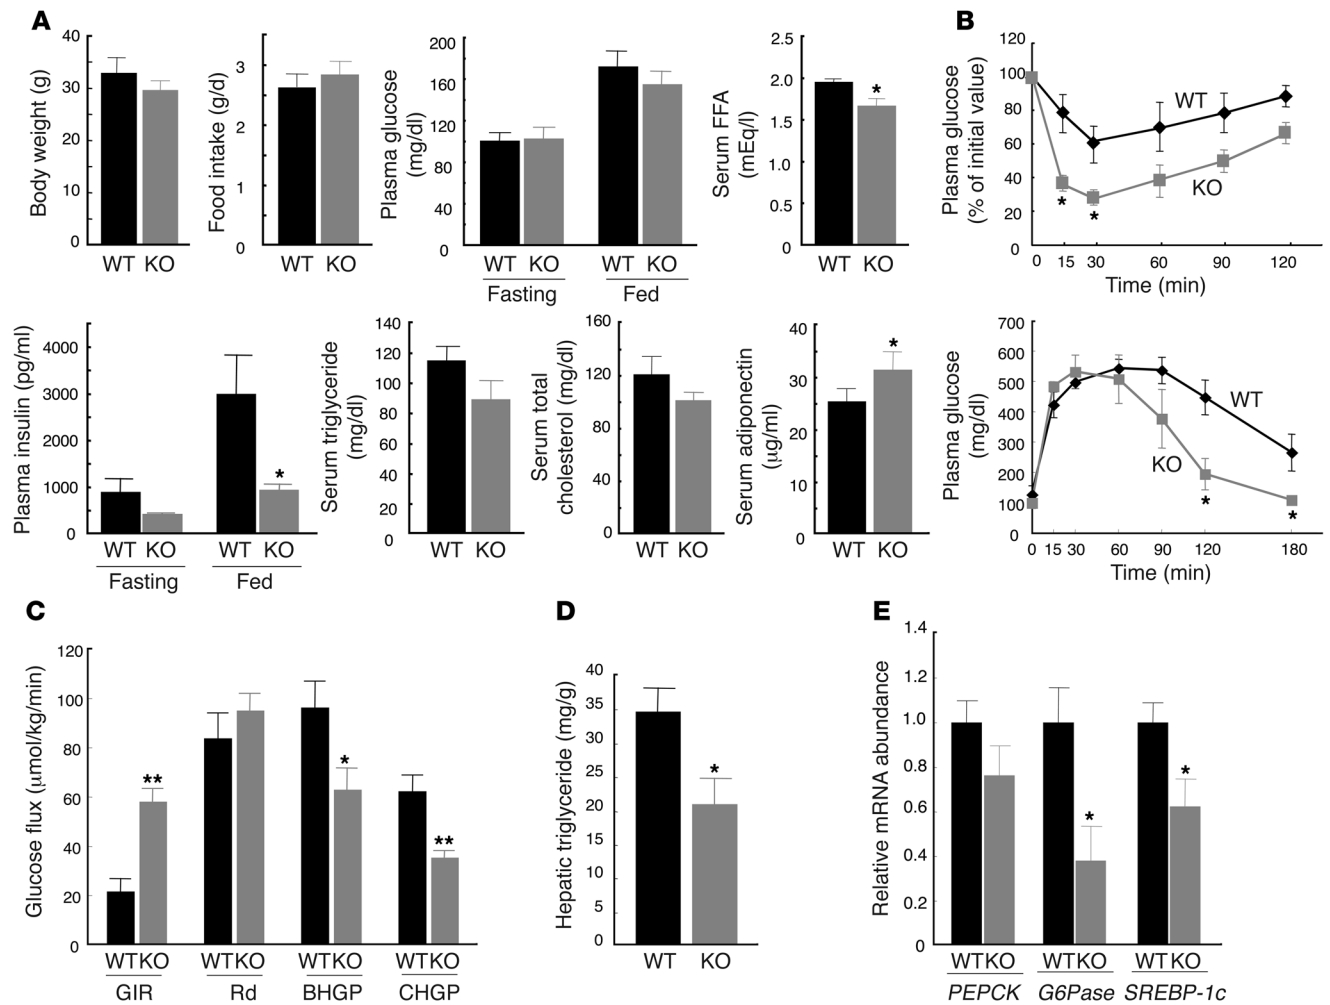 A
Body weight (g)
40
30
20
10
0
WT KO
Food intake (g/d)
3
2
1
0
WT KO
Plasma glucose
(mg/dl)
200
160
120
80
40
0
WT KO WT KO
Fasting Fed
Serum FFA
(mEq/l)
2.5
2.0
1.5
1.0
0.5
0
*
WT KO
B
Plasma glucose
(% of initial value)
120
100
80
60
40
20
0
WT
KO
* *
0 15 30 60 90 120
Time (min)
Plasma insulin (pg/ml)
4000
3000
2000
1000
0
*
WT KO WT KO
Fasting Fed
Serum triglyceride
(mg/dl)
140
120
100
80
60
40
20
0
WT KO
Serum total
cholesterol (mg/dl)
160
120
80
40
0
WT KO
Serum adiponectin
(μg/ml)
40
30
20
10
0
*
WT KO
Plasma glucose
(mg/dl)
700
600
500
400
300
200
100
0
WT
KO
* *
0 15 30 60 90 120 180
Time (min)
C
Glucose flux (μmol/kg/min)
120
100
80
60
40
20
0
** * **
WTKO WTKO WTKO WTKO
GIR Rd BHGP CHGP
D
Hepatic triglyceride (mg/g)
40
35
30
25
20
15
10
5
0
*
WT KO
E
Relative mRNA abundance
1.4
1.2
1.0
0.8
0.6
0.4
0.2
0
* *
WTKO WTKO WTKO
PEPCK G6Pase SREBP-1c